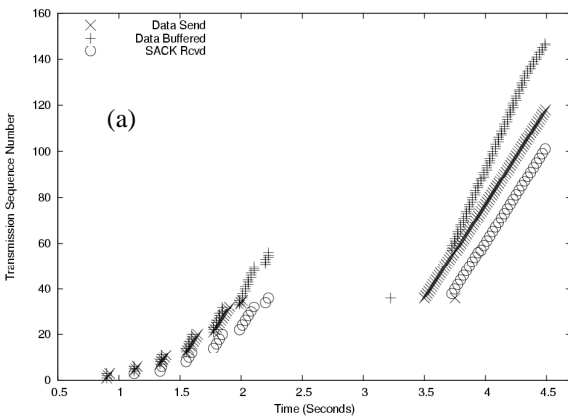 160
140
120
100
80
60
40
20
0
Transmission Sequence Number
Data Send
Data Buffered
SACK Rcvd
(a)
0.5 1 1.5 2 2.5 3 3.5 4 4.5
Time (Seconds)